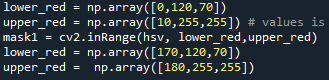 lower_red = np.array([0,120,70])
upper_red = np.array([10,255,255]) # values is
mask1 = cv2.inRange(hsv, lower_red,upper_red)
lower_red = np.array([170,120,70])
upper_red =  np.array([180,255,255])